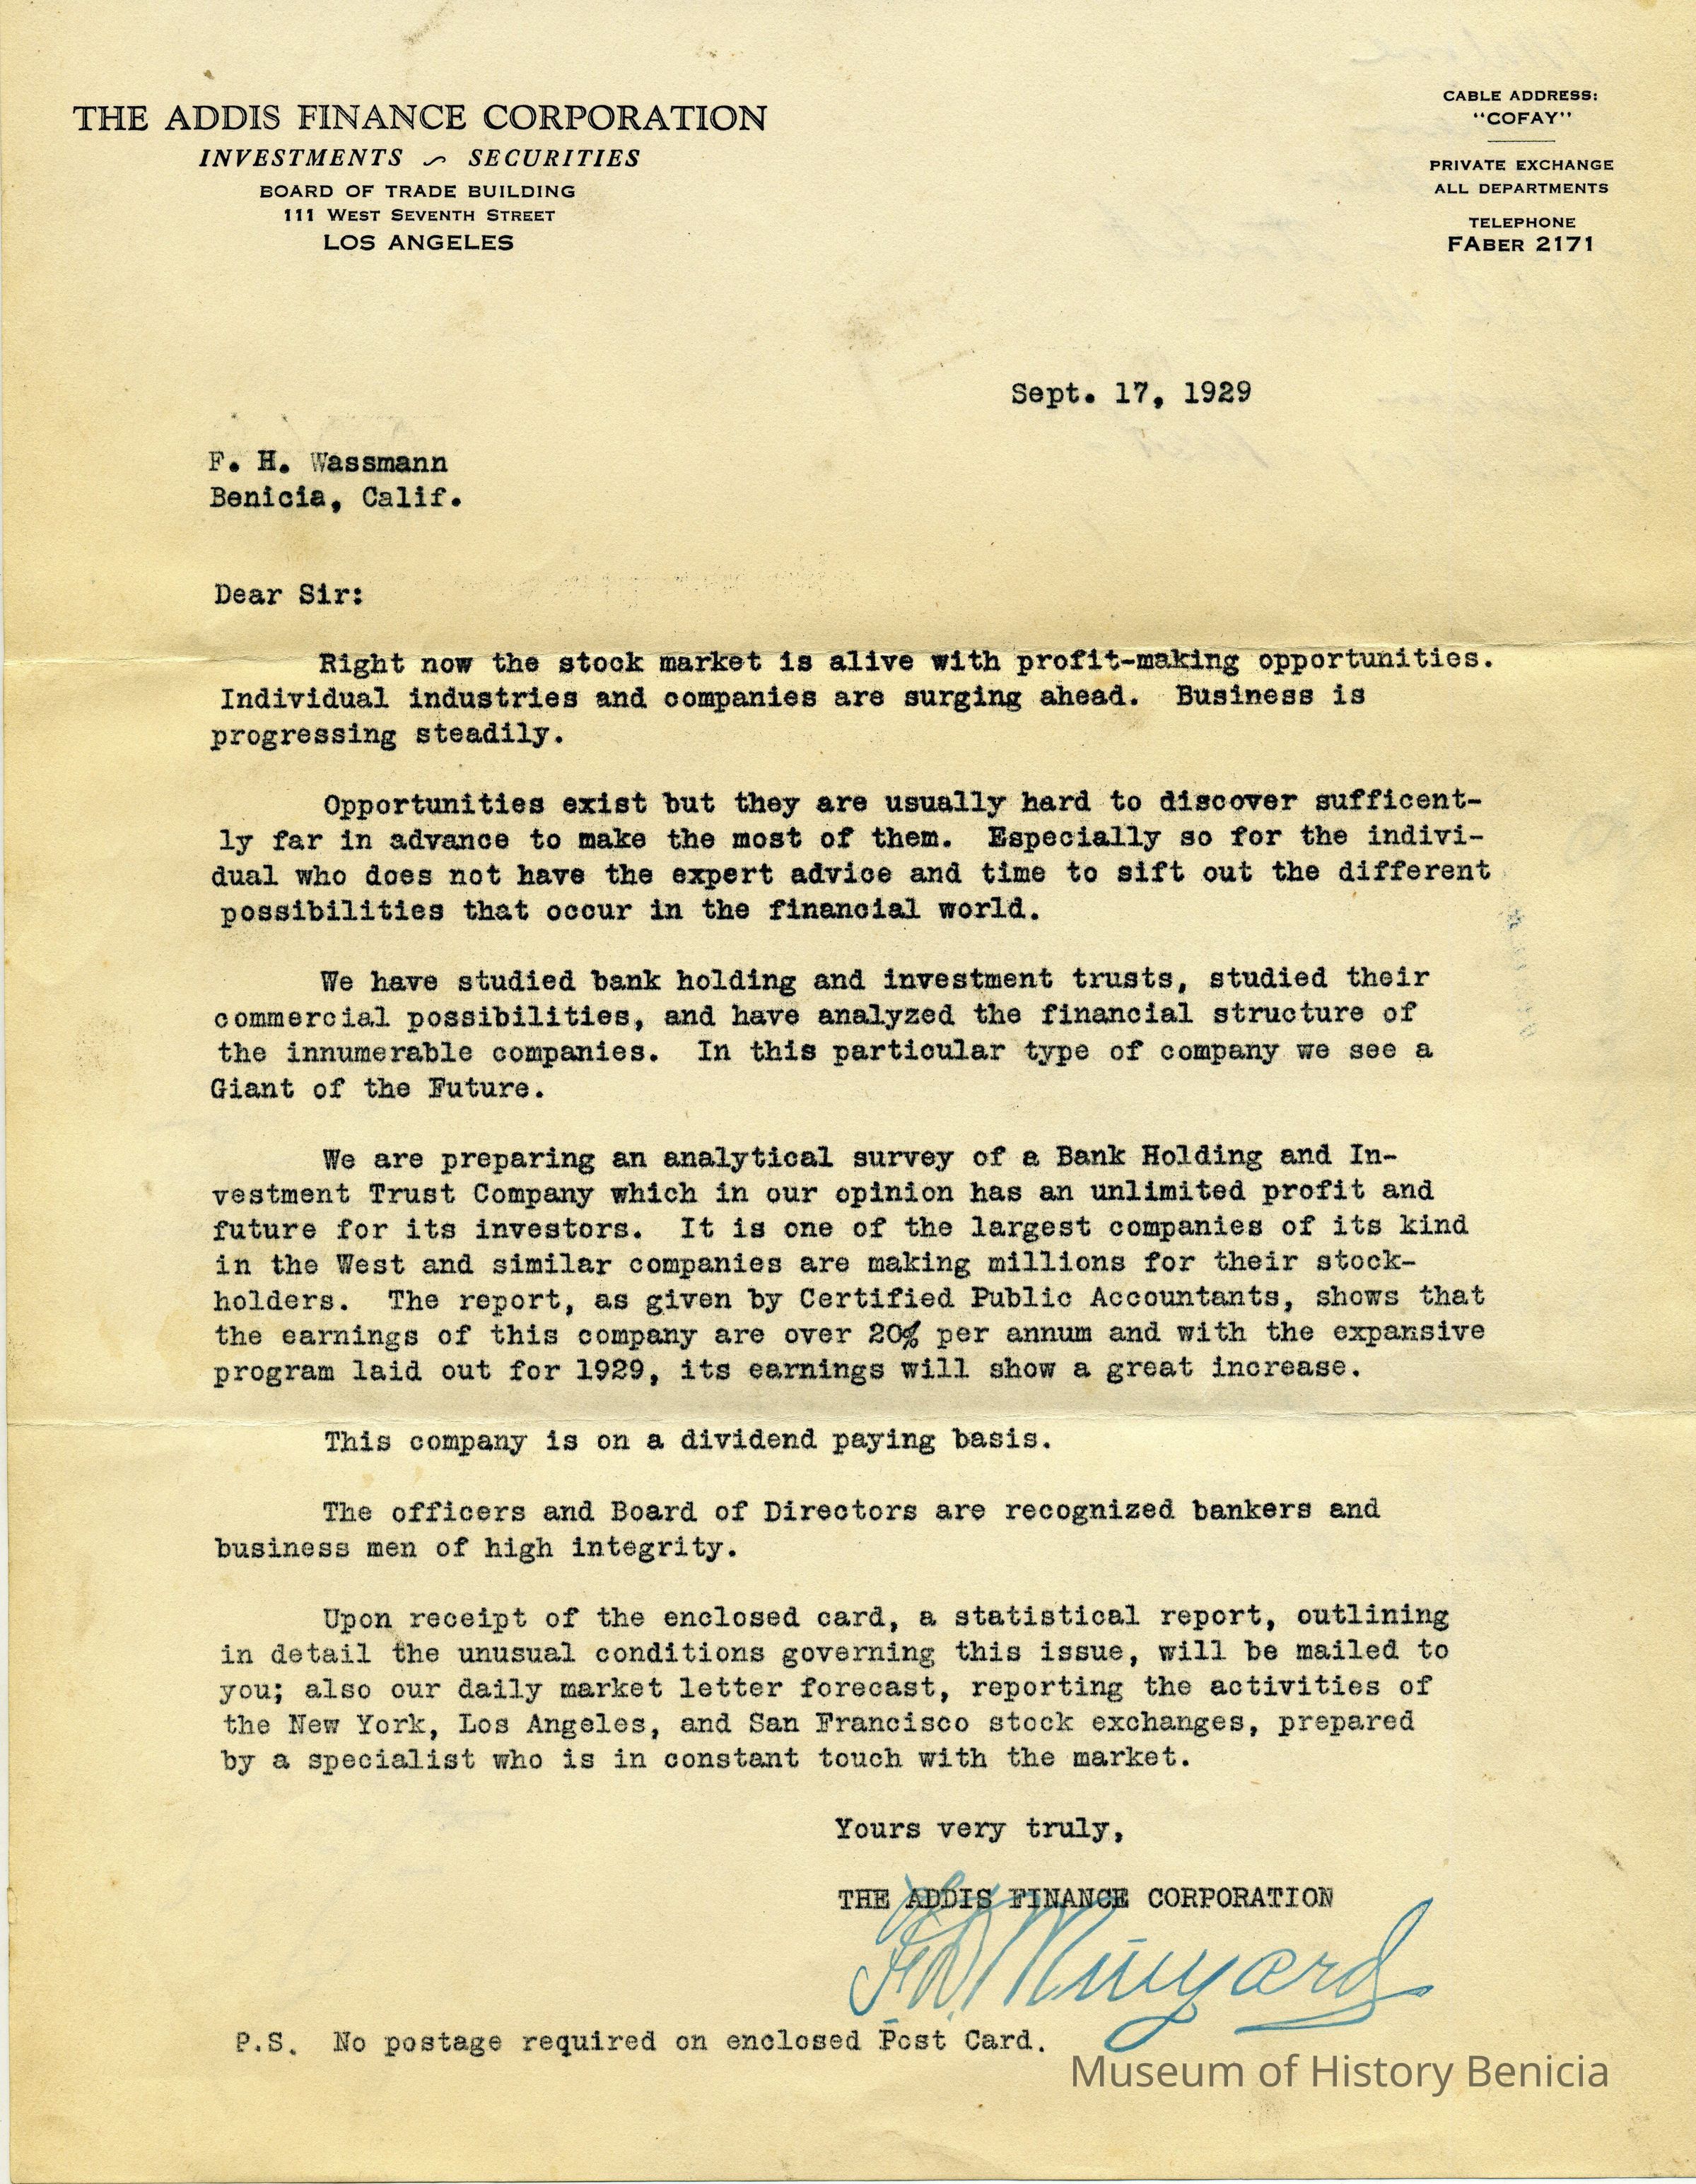 THE ADDIS FINANCE CORPORATION
INVESTMENTS ~ SECURITIES
BOARD OF TRADE BUILDING
111 WEST SEVENTH STREET
LOS ANGELES
CABLE ADDRESS:
"COFAY"
PRIVATE EXCHANGE
ALL DEPARTMENTS
TELEPHONE
FABER 2171
Sept. 17, 1929
F. H. Wassmann
Benicia, Calif.
Dear Sir:
Right now the stock market is alive with profit-making opportunities.
Individual industries and companies are surging ahead. Business is
progressing steadily.
Opportunities exist but they are usually hard to discover sufficent-
ly far in advance to make the most of them. Especially so for the indivi-
dual who does not have the expert advice and time to sift out the different
possibilities that occur in the financial world.
We have studied bank holding and investment trusts, studied their
commercial possibilities, and have analyzed the financial structure of
the innumerable companies. In this particular type of company we see a
Giant of the Future.
We are preparing an analytical survey of a Bank Holding and In-
vestment Trust Company which in our opinion has an unlimited profit and
future for its investors. It is one of the largest companies of its kind
in the West and similar companies are making millions for their stock-
holders. The report, as given by Certified Public Accountants, shows that
the earnings of this company are over 20% per annum and with the expansive
program laid out for 1929, its earnings will show a great increase.
This company is on a dividend paying basis.
The officers and Board of Directors are recognized bankers and
business men of high integrity.
Upon receipt of the enclosed card, a statistical report, outlining
in detail the unusual conditions governing this issue, will be mailed to
you; also our daily market letter forecast, reporting the activities of
the New York, Los Angeles, and San Francisco stock exchanges, prepared
by a specialist who is in constant touch with the market.
Yours very truly,
THE ADDIS FINANCE CORPORATION
P.S. No postage required on enclosed Post Card.
Museum of History Benicia